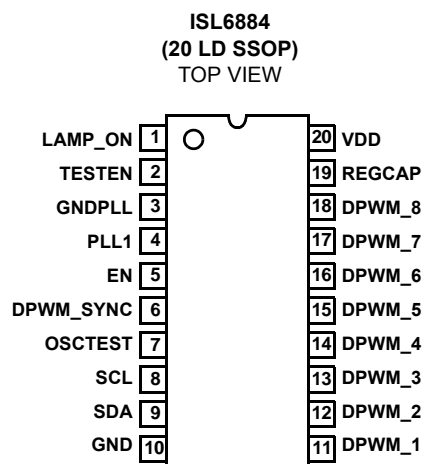 ISL6884
(20 LD SSOP)
TOP VIEW
LAMP_ON 1 20 VDD
TESTEN 2 19 REGCAP
GNDPLL 3 18 DPWM_8
PLL1 4 17 DPWM_7
EN 5 16 DPWM_6
DPWM_SYNC 6 15 DPWM_5
OSCTEST 7 14 DPWM_4
SCL 8 13 DPWM_3
SDA 9 12 DPWM_2
GND 10 11 DPWM_1